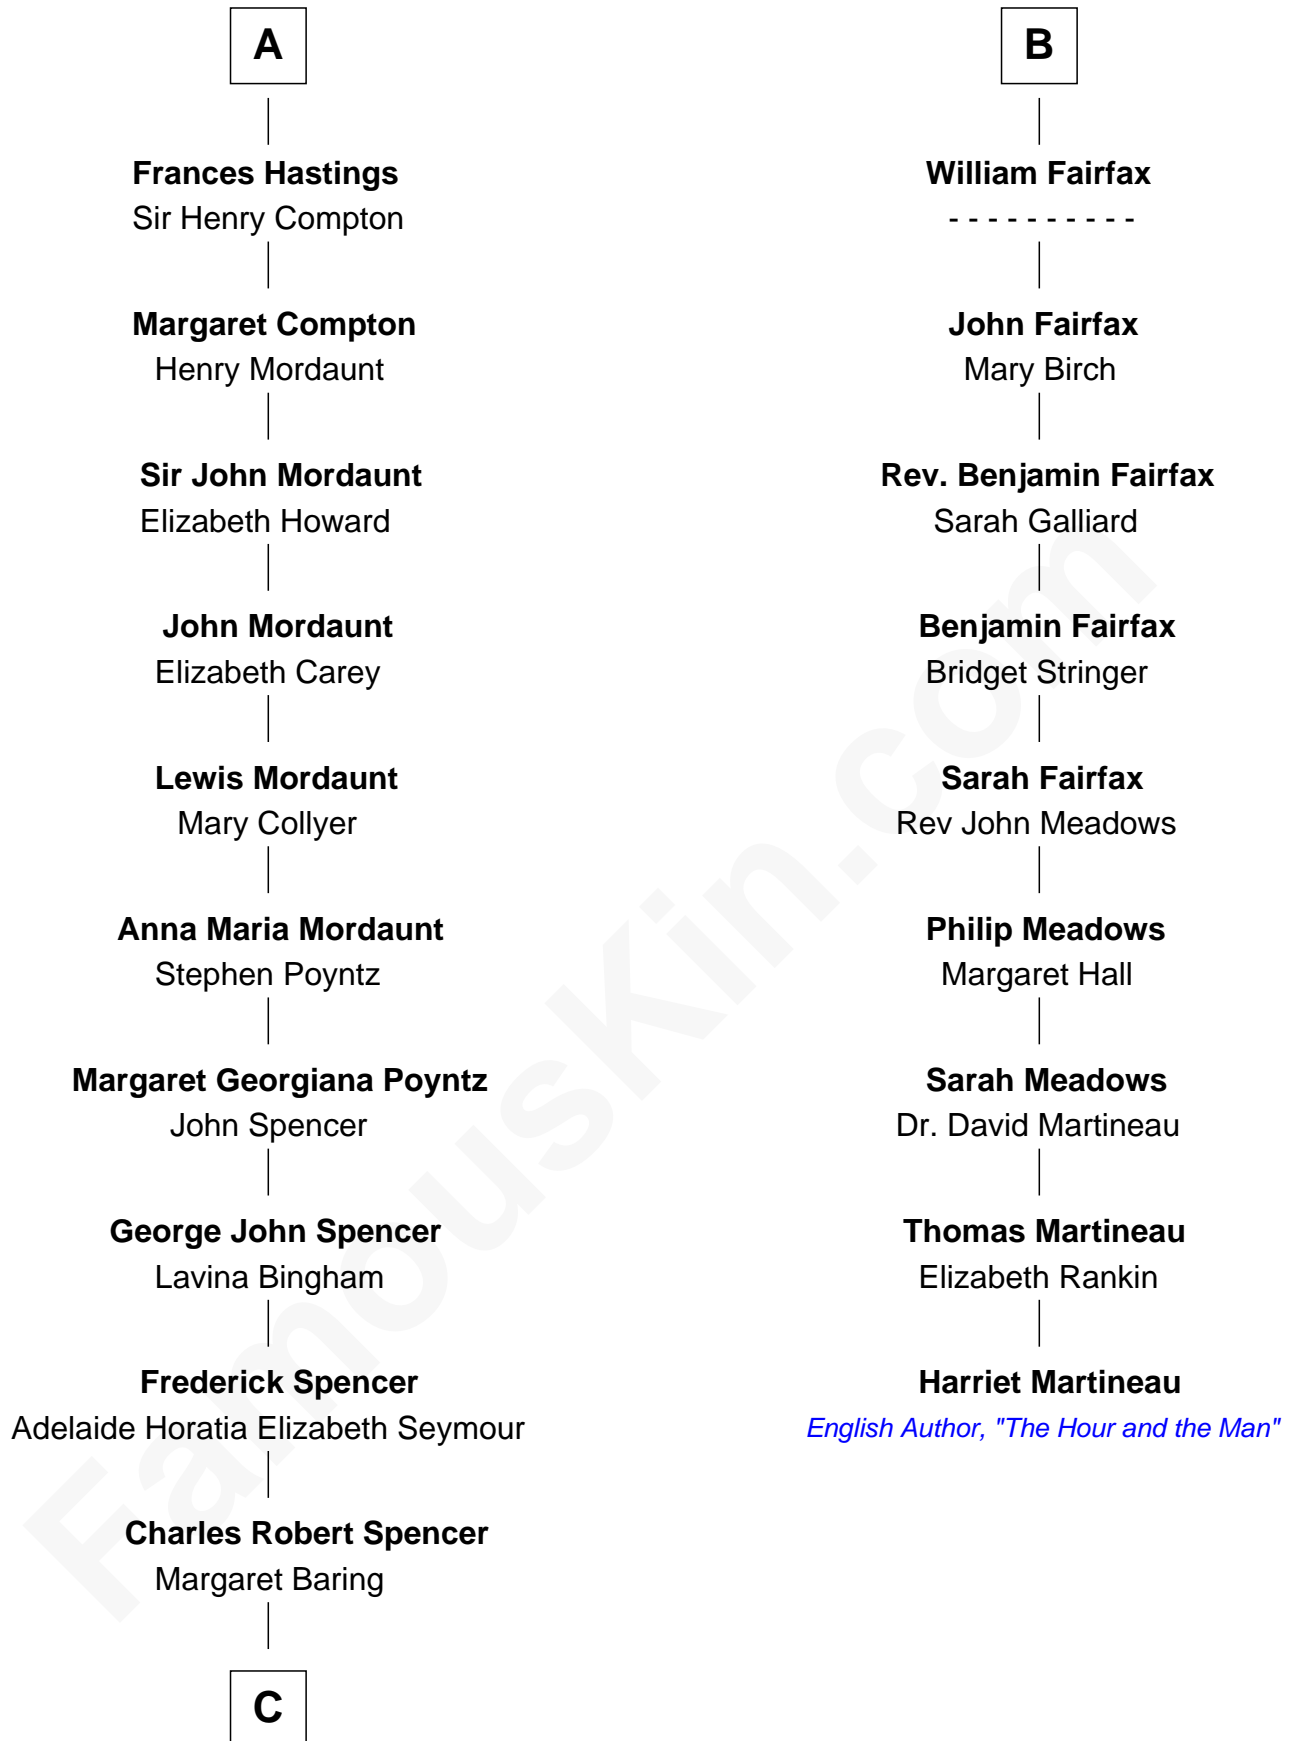 A
Frances Hastings
Sir Henry Compton
Margaret Compton
Henry Mordaunt
Sir John Mordaunt
Elizabeth Howard
John Mordaunt
Elizabeth Carey
Lewis Mordaunt
Mary Collyer
Anna Maria Mordaunt
Stephen Poyntz
Margaret Georgiana Poyntz
John Spencer
George John Spencer
Lavina Bingham
Frederick Spencer
Adelaide Horatia Elizabeth Seymour
Charles Robert Spencer
Margaret Baring
C
B
William Fairfax
- - - - - - - - - -
John Fairfax
Mary Birch
Rev. Benjamin Fairfax
Sarah Galliard
Benjamin Fairfax
Bridget Stringer
Sarah Fairfax
Rev John Meadows
Philip Meadows
Margaret Hall
Sarah Meadows
Dr. David Martineau
Thomas Martineau
Elizabeth Rankin
Harriet Martineau
English Author, "The Hour and the Man"
FamousKin.com